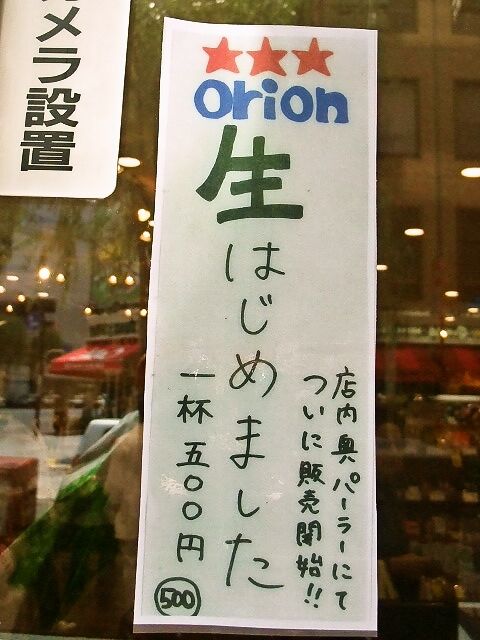 カメラ設置
Orion
生はじめました
店内奥パーラーにて
ついに販売開始!!
一杯五〇〇円
500